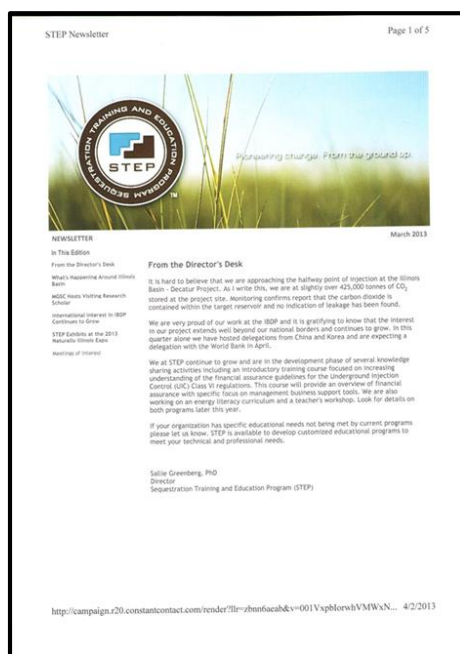 STEP Newsletter
Page 1 of 5
SEQUESTRATION TRAINING AND EDUCATION PROGRAM
STEP
TM
Pioneering change. From the ground up.
NEWSLETTER
March 2013
In This Edition
From the Director's Desk
What's Happening Around Illinois
Basin
MGSC Hosts Visiting Research
Scholar
International Interest in IBDP
Continues to Grow
STEP Exhibits at the 2013
Naturally Illinois Expo
Meetings of Interest
From the Director's Desk
It is hard to believe that we are approaching the halfway point of injection at the Illinois
Basin - Decatur Project. As I write this, we are at slightly over 425,000 tonnes of CO2
stored at the project site. Monitoring confirms report that the carbon dioxide is
contained within the target reservoir and no indication of leakage has been found.
We are very proud of our work at the IBDP and it is gratifying to know that the interest
in our project extends well beyond our national borders and continues to grow. In this
quarter alone we have hosted delegations from China and Korea and are expecting a
delegation with the World Bank in April.
We at STEP continue to grow and are in the development phase of several knowledge
sharing activities including an introductory training course focused on increasing
understanding of the financial assurance guidelines for the Underground Injection
Control (UIC) Class VI regulations. This course will provide an overview of financial
assurance with specific focus on management business support tools. We are also
working on an energy literacy curriculum and a teacher's workshop. Look for details on
both programs later this year.
If your organization has specific educational needs not being met by current programs
please let us know. STEP is available to develop customized educational programs to
meet your technical and professional needs.
Sallie Greenberg, PhD
Director
Sequestration Training and Education Program (STEP)
4/2/2013